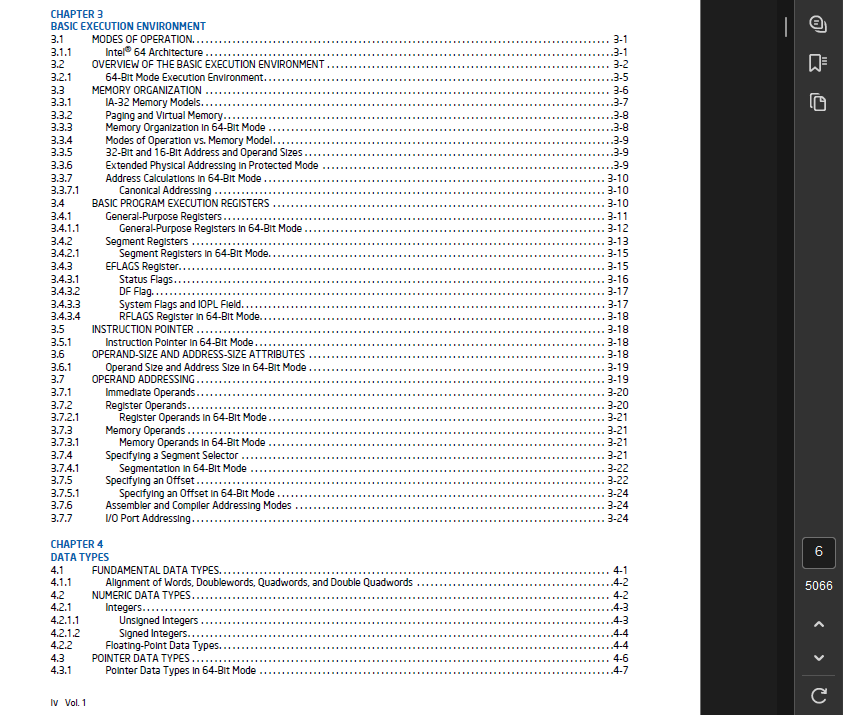 CHAPTER 3
BASIC EXECUTION ENVIRONMENT
3.1 MODES OF OPERATION. . . . 3-1
3.1.1 Intel® 64 Architecture . . . . 3-1
3.2 OVERVIEW OF THE BASIC EXECUTION ENVIRONMENT . . . . 3-2
3.2.1 64-Bit Mode Execution Environment. . . . 3-5
3.3 MEMORY ORGANIZATION . . . . 3-6
3.3.1 IA-32 Memory Models. . . . 3-7
3.3.2 Paging and Virtual Memory. . . . 3-8
3.3.3 Memory Organization in 64-Bit Mode . . . . 3-8
3.3.4 Modes of Operation vs. Memory Model. . . . 3-9
3.3.5 32-Bit and 16-Bit Address and Operand Sizes . . . . 3-9
3.3.6 Extended Physical Addressing in Protected Mode . . . . 3-9
3.3.7 Address Calculations in 64-Bit Mode . . . . 3-10
3.3.7.1 Canonical Addressing . . . . 3-10
3.4 BASIC PROGRAM EXECUTION REGISTERS . . . . 3-10
3.4.1 General-Purpose Registers . . . . 3-11
3.4.1.1 General-Purpose Registers in 64-Bit Mode . . . . 3-12
3.4.2 Segment Registers . . . . 3-13
3.4.2.1 Segment Registers in 64-Bit Mode. . . . 3-15
3.4.3 EFLAGS Register. . . . 3-15
3.4.3.1 Status Flags. . . . 3-16
3.4.3.2 DF Flag. . . . 3-17
3.4.3.3 System Flags and IOPL Field. . . . 3-17
3.4.3.4 RFLAGS Register in 64-Bit Mode. . . . 3-18
3.5 INSTRUCTION POINTER . . . . 3-18
3.5.1 Instruction Pointer in 64-Bit Mode . . . . 3-18
3.6 OPERAND-SIZE AND ADDRESS-SIZE ATTRIBUTES . . . . 3-18
3.6.1 Operand Size and Address Size in 64-Bit Mode . . . . 3-19
3.7 OPERAND ADDRESSING . . . . 3-19
3.7.1 Immediate Operands. . . . 3-20
3.7.2 Register Operands. . . . 3-20
3.7.2.1 Register Operands in 64-Bit Mode . . . . 3-21
3.7.3 Memory Operands . . . . 3-21
3.7.3.1 Memory Operands in 64-Bit Mode . . . . 3-21
3.7.4 Specifying a Segment Selector . . . . 3-21
3.7.4.1 Segmentation in 64-Bit Mode . . . . 3-22
3.7.5 Specifying an Offset . . . . 3-22
3.7.5.1 Specifying an Offset in 64-Bit Mode . . . . 3-24
3.7.6 Assembler and Compiler Addressing Modes . . . . 3-24
3.7.7 I/O Port Addressing. . . . 3-24
CHAPTER 4
DATA TYPES
4.1 FUNDAMENTAL DATA TYPES. . . . 4-1
4.1.1 Alignment of Words, Doublewords, Quadwords, and Double Quadwords . . . . 4-2
4.2 NUMERIC DATA TYPES. . . . 4-2
4.2.1 Integers. . . . 4-3
4.2.1.1 Unsigned Integers . . . . 4-3
4.2.1.2 Signed Integers. . . . 4-4
4.2.2 Floating-Point Data Types. . . . 4-4
4.3 POINTER DATA TYPES . . . . 4-6
4.3.1 Pointer Data Types in 64-Bit Mode . . . . 4-7
iv Vol. 1
6
5066